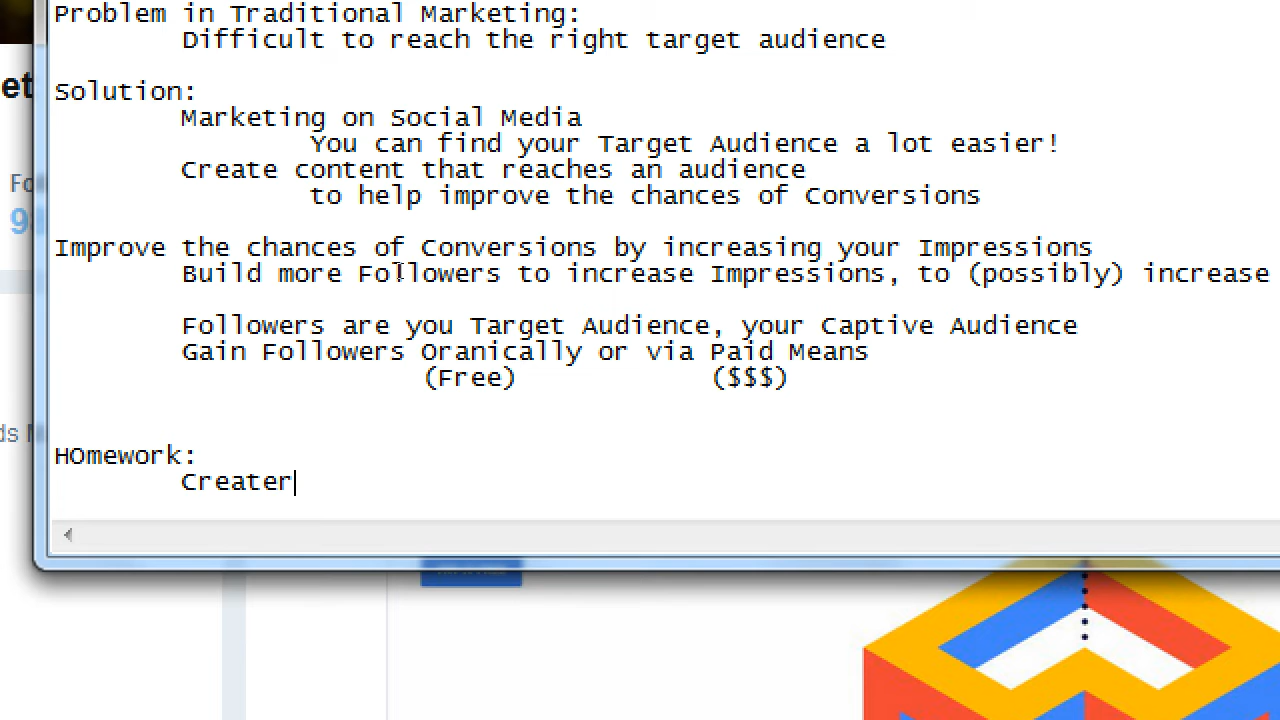 Problem in Traditional Marketing:
Difficult to reach the right target audience
et
Solution:
Marketing on Social Media
You can find your Target Audience a lot easier!
Create content that reaches an audience
to help improve the chances of Conversions
Fo
Improve the chances of Conversions by increasing your Impressions
Build more Followers to increase Impressions, to (possibly) increase
Followers are you Target Audience, your Captive Audience
Gain Followers Oranically or via Paid Means
(Free) ($$$)
ds
HOmework:
Creater